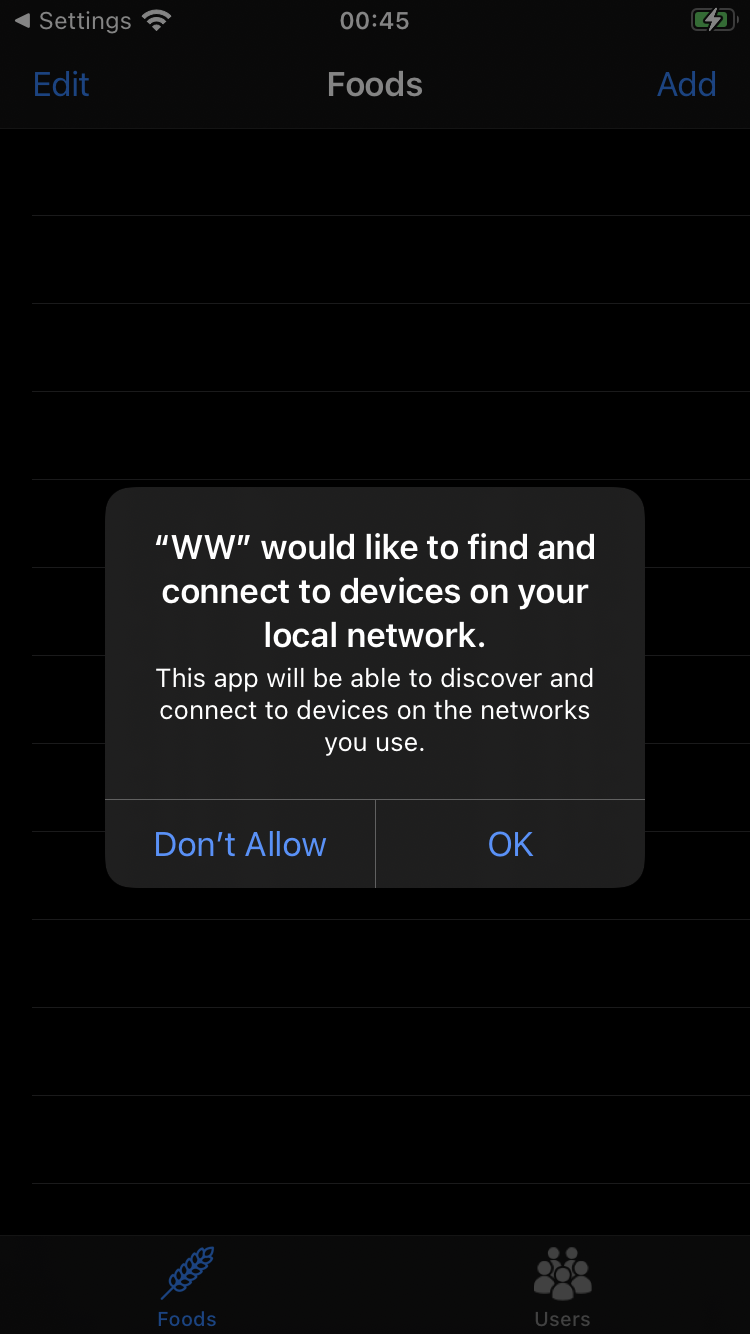 ◀ Settings 00:45
Edit Foods Add
“WW” would like to find and
connect to devices on your
local network.
This app will be able to discover and
connect to devices on the networks
you use.
Don’t Allow OK
Foods Users